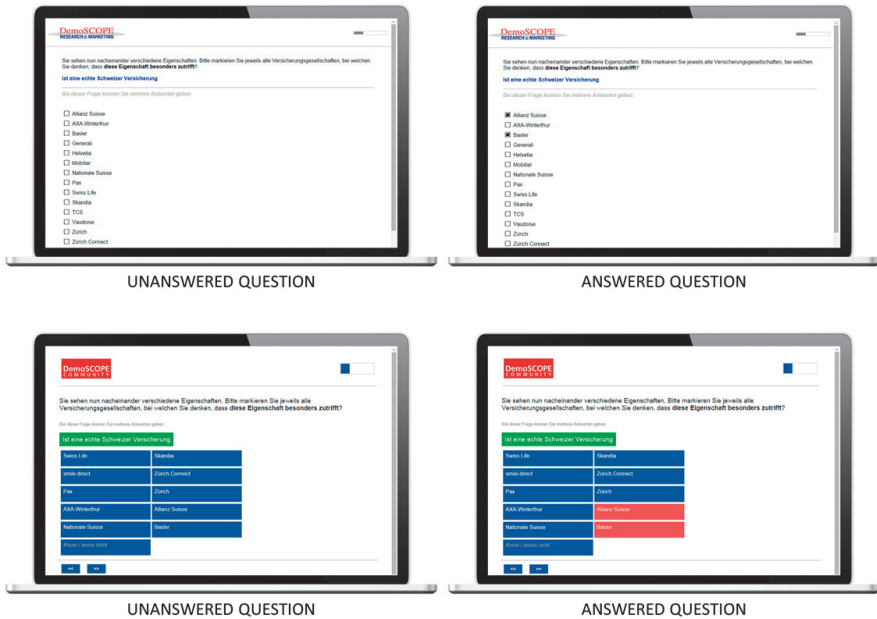 DemoSCOPE
RESEARCH & MARKETING
Sie sehen nun nacheinander verschiedene Eigenschaften. Bitte markieren Sie jeweils alle Versicherungsgesellschaften, bei welchen
Sie denken, dass diese Eigenschaft besonders zutrifft?
Ist eine echte Schweizer Versicherung
Bei dieser Frage können Sie mehrere Antworten geben.
Allianz Suisse
AXA-Winterthur
Basler
Generali
Helvetia
Mobiliar
Nationale Suisse
Pax
Swiss Life
Skandia
TCS
Vaudoise
Zürich
Zürich Connect
UNANSWERED QUESTION
DemoSCOPE
RESEARCH & MARKETING
Sie sehen nun nacheinander verschiedene Eigenschaften. Bitte markieren Sie jeweils alle Versicherungsgesellschaften, bei welchen
Sie denken, dass diese Eigenschaft besonders zutrifft?
Ist eine echte Schweizer Versicherung
Bei dieser Frage können Sie mehrere Antworten geben.
Allianz Suisse
AXA-Winterthur
Basler
Generali
Helvetia
Mobiliar
Nationale Suisse
Pax
Swiss Life
Skandia
TCS
Vaudoise
Zürich
Zürich Connect
ANSWERED QUESTION
DemoSCOPE
COMMUNITY
Sie sehen nun nacheinander verschiedene Eigenschaften. Bitte markieren Sie jeweils alle
Versicherungsgesellschaften, bei welchen Sie denken, dass diese Eigenschaft besonders zutrifft?
Bei dieser Frage können Sie mehrere Antworten geben.
Ist eine echte Schweizer Versicherung
Swiss Life Skandia
smile.direct Zürich Connect
Pax Zürich
AXA-Winterthur Allianz Suisse
Nationale Suisse Basler
Keine / weiss nicht
<< >>
UNANSWERED QUESTION
DemoSCOPE
COMMUNITY
Sie sehen nun nacheinander verschiedene Eigenschaften. Bitte markieren Sie jeweils alle
Versicherungsgesellschaften, bei welchen Sie denken, dass diese Eigenschaft besonders zutrifft?
Bei dieser Frage können Sie mehrere Antworten geben.
Ist eine echte Schweizer Versicherung
Swiss Life Skandia
smile.direct Zürich Connect
Pax Zürich
AXA-Winterthur Allianz Suisse
Nationale Suisse Basler
Keine / weiss nicht
<< >>
ANSWERED QUESTION